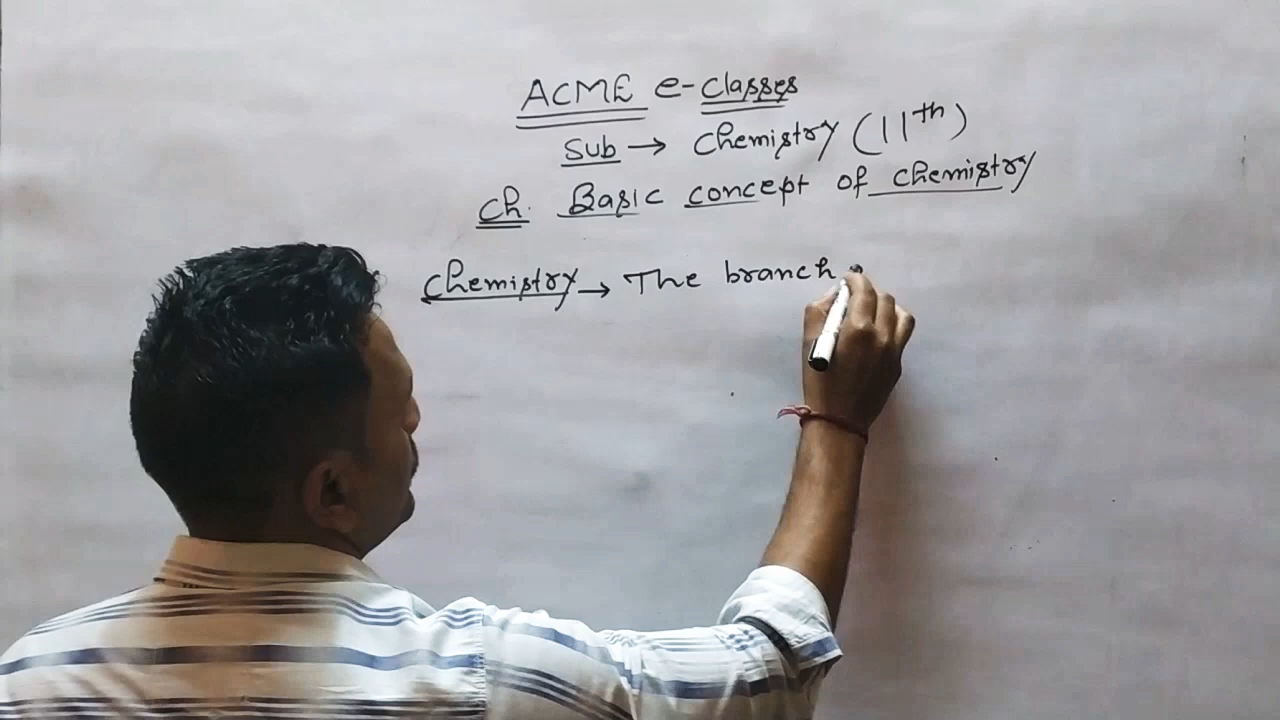 ACME e-classes
Sub → Chemistry (11th)
Ch. Basic concept of chemistry
Chemistry → The branch